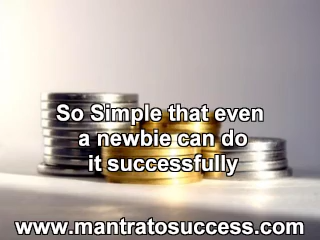 So Simple that even
a newbie can do
it successfully
www.mantratosuccess.com